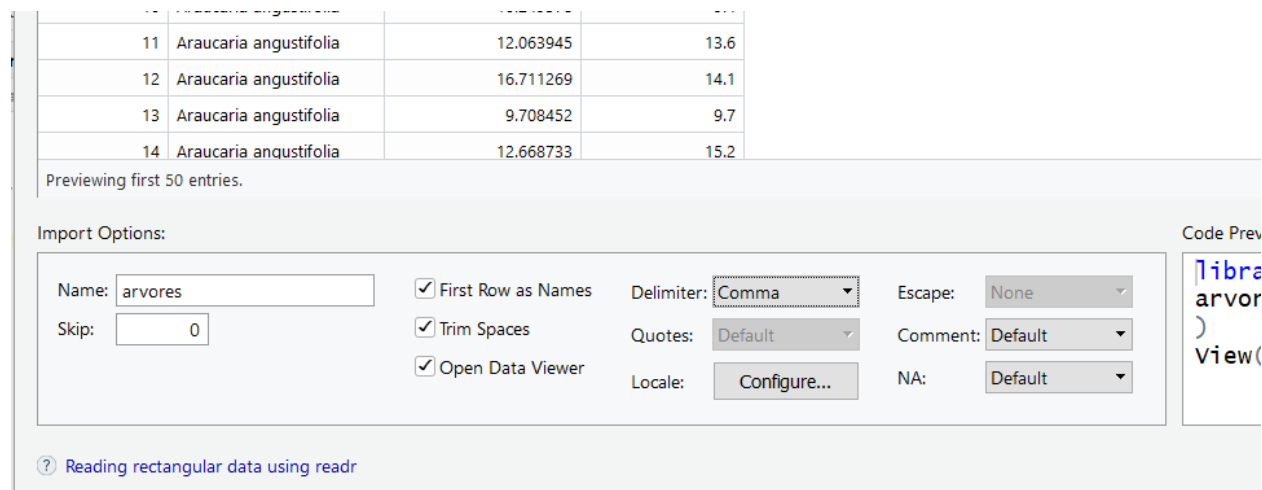 11 Araucaria angustifolia 12.063945 13.6
12 Araucaria angustifolia 16.711269 14.1
13 Araucaria angustifolia 9.708452 9.7
14 Araucaria angustifolia 12.668733 15.2
Previewing first 50 entries.
Import Options:
Code Prev
Name: arvores
First Row as Names
Delimiter: Comma
Escape: None
libra
arvor
)
View(
Skip: 0
Trim Spaces
Quotes: Default
Comment: Default
Open Data Viewer
Locale: Configure...
NA: Default
? Reading rectangular data using readr